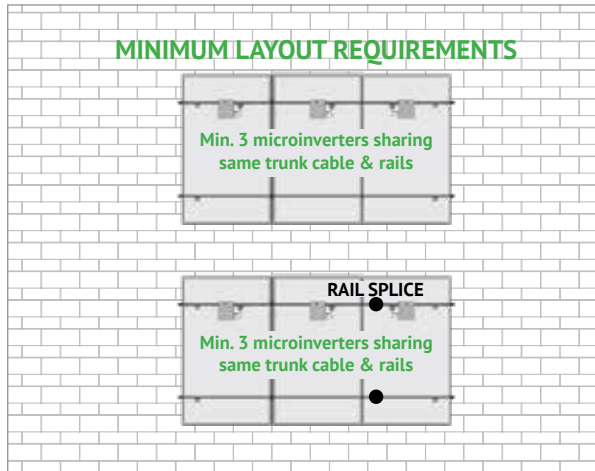 MINIMUM LAYOUT REQUIREMENTS
Min. 3 microinverters sharing
same trunk cable & rails
RAIL SPLICE
Min. 3 microinverters sharing
same trunk cable & rails